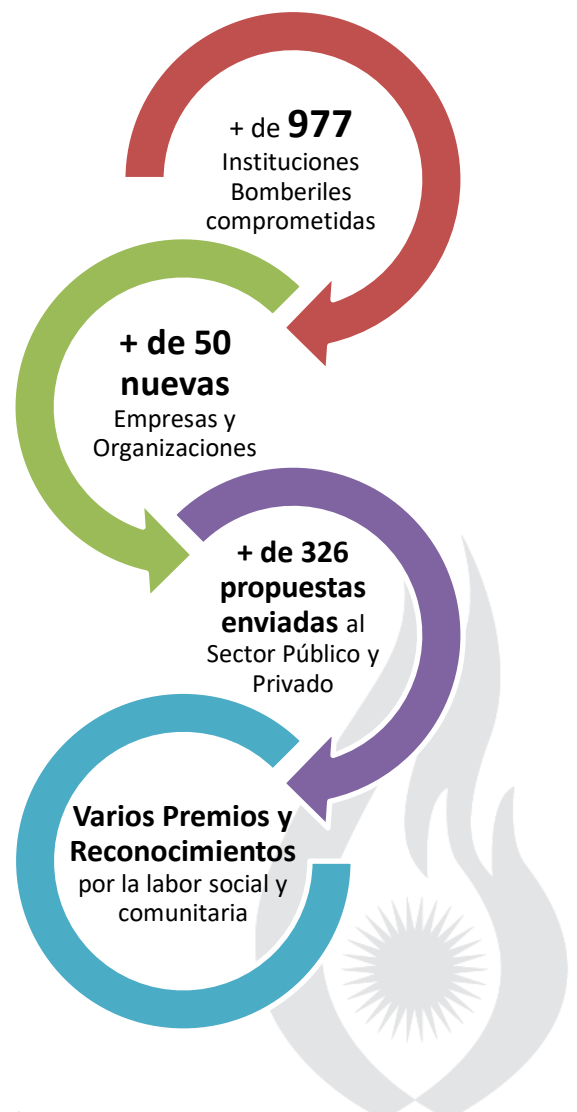 + de 977
Instituciones
Bomberiles
comprometidas
+ de 50
nuevas
Empresas y
Organizaciones
+ de 326
propuestas
enviadas al
Sector Público y
Privado
Varios Premios y
Reconocimientos
por la labor social y
comunitaria